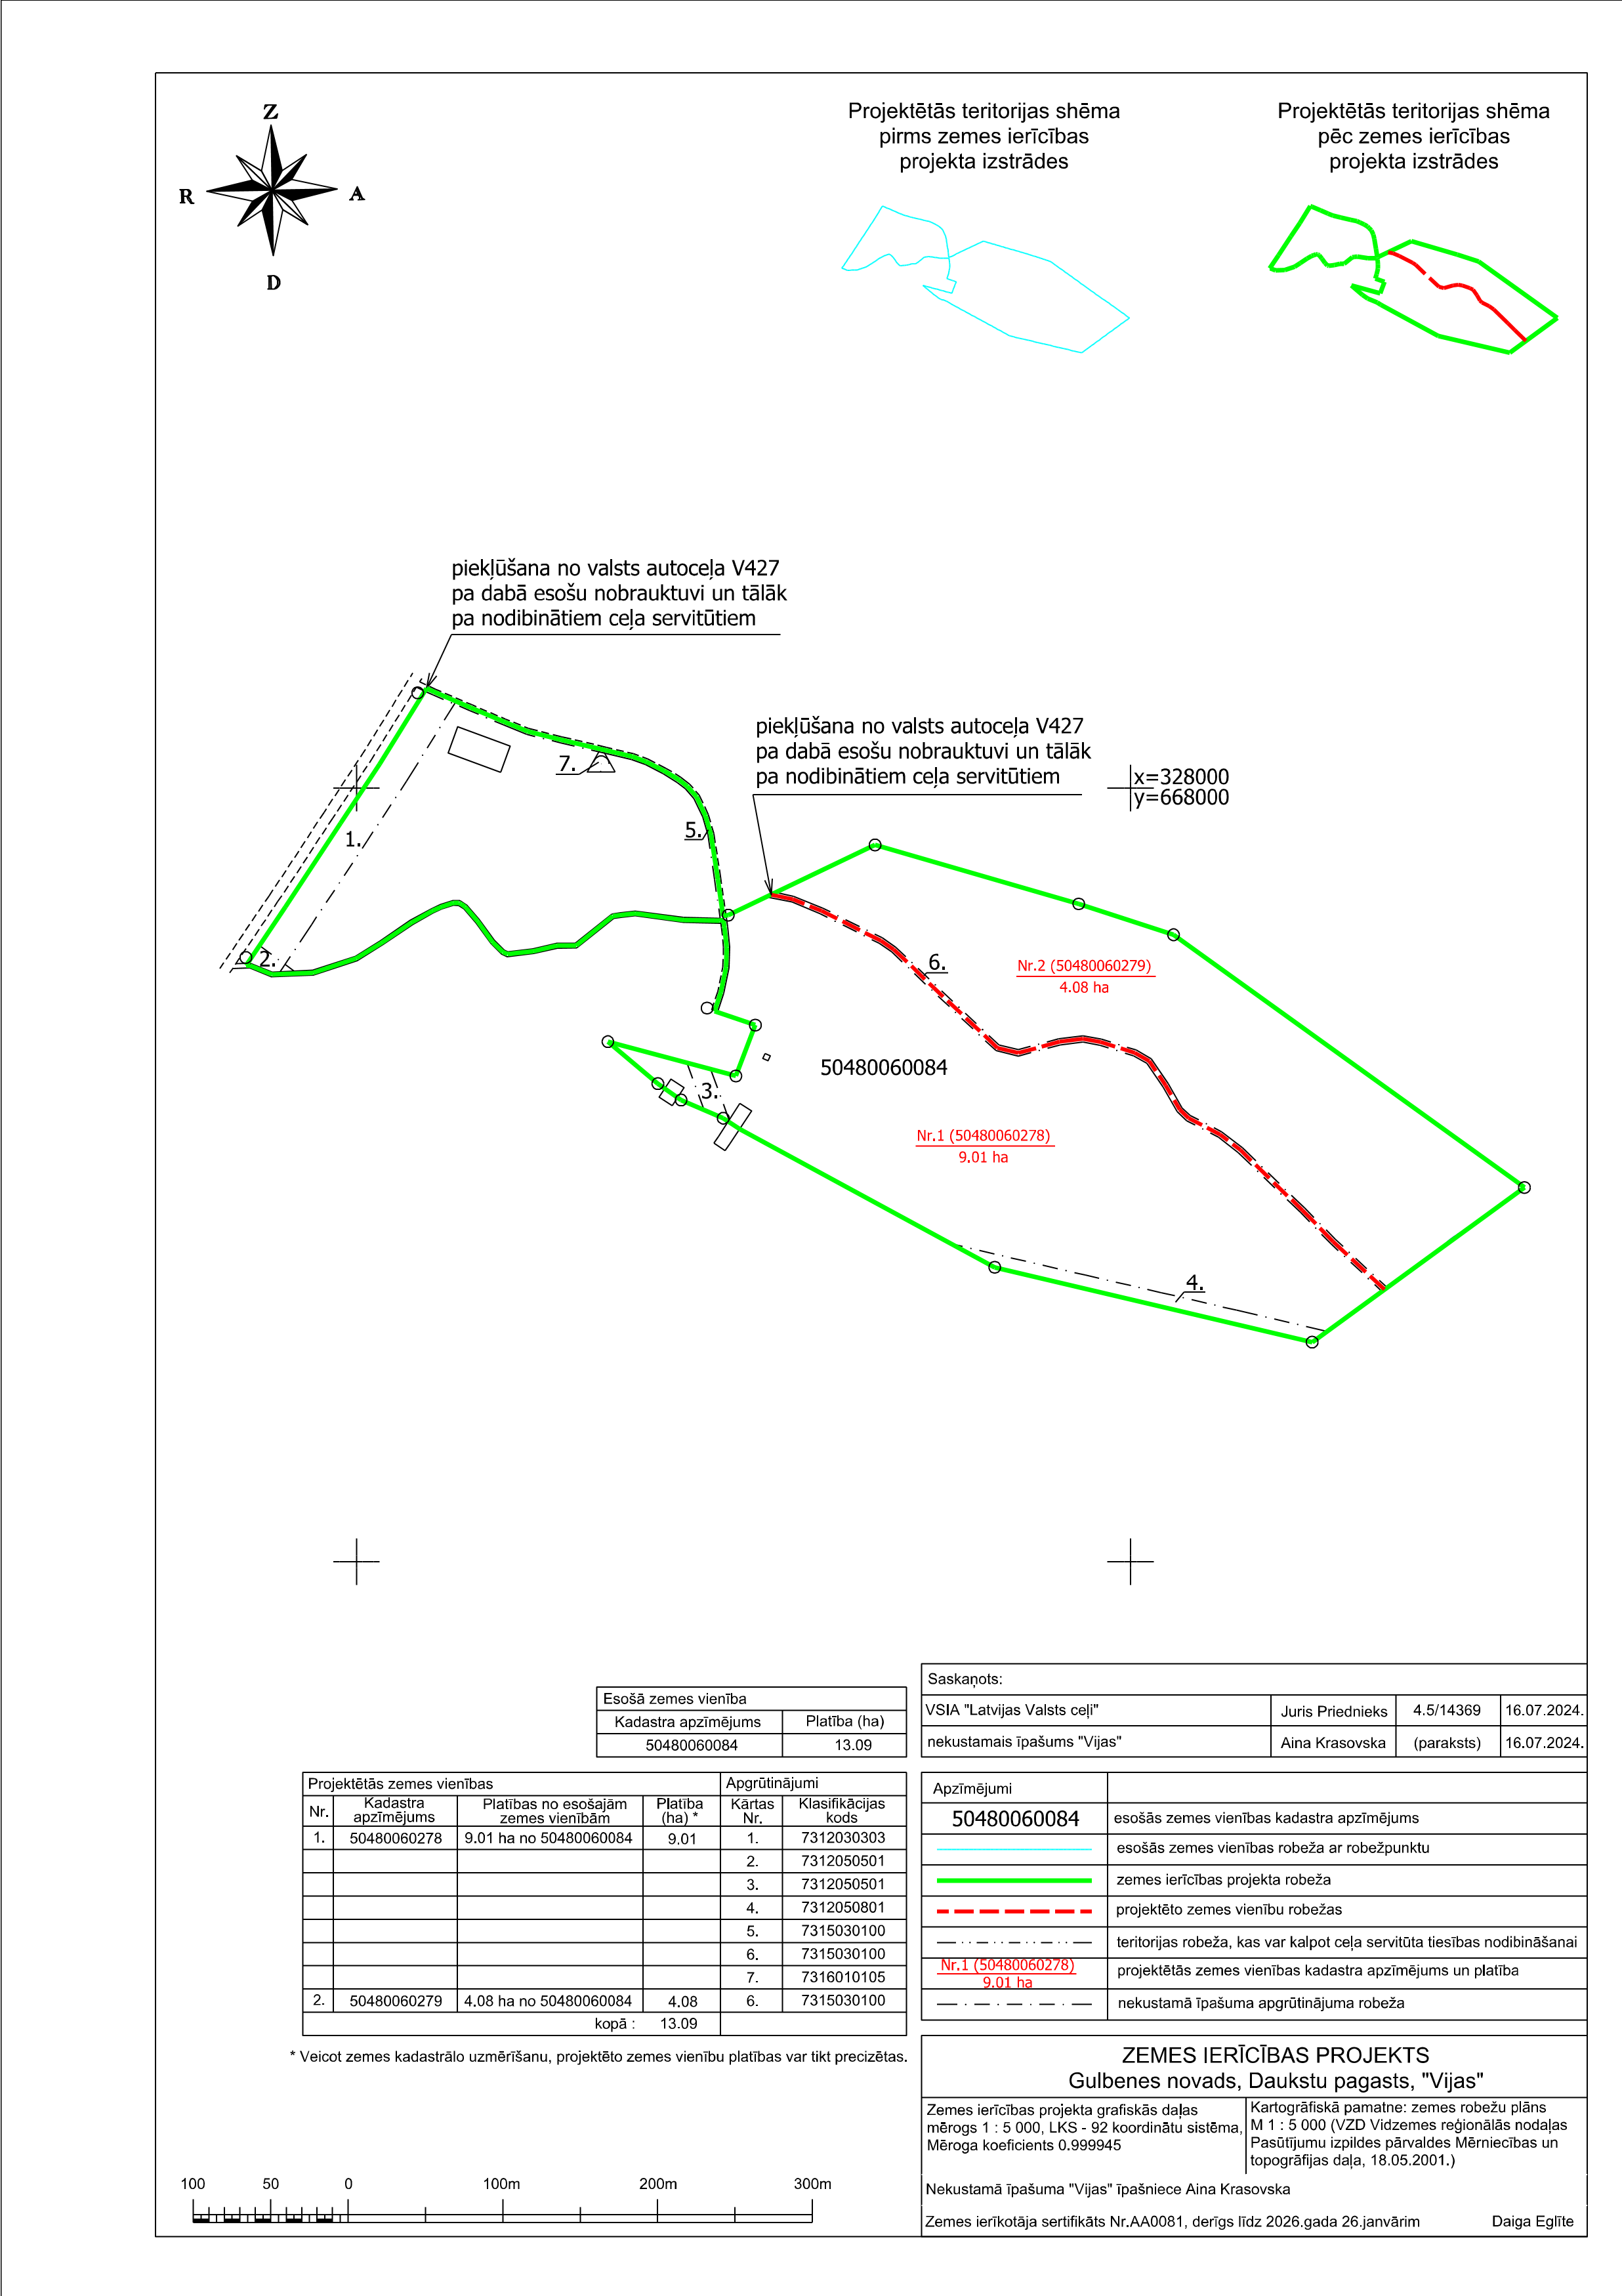 Z
R
A
D
Projektētās teritorijas shēma
pirms zemes ierīcības
projekta izstrādes
Projektētās teritorijas shēma
pēc zemes ierīcības
projekta izstrādes
piekļūšana no valsts autoceļa V427
pa dabā esošu nobrauktuvi un tālāk
pa nodibinātiem ceļa servitūtiem
piekļūšana no valsts autoceļa V427
pa dabā esošu nobrauktuvi un tālāk
pa nodibinātiem ceļa servitūtiem
x=328000
y=668000
7.
1.
5.
2.
6.
Nr.2 (50480060279)
4.08 ha
50480060084
3.
Nr.1 (50480060278)
9.01 ha
4.
Esošā zemes vienība
Kadastra apzīmējums Platība (ha)
50480060084 13.09
Saskaņots:
VSIA "Latvijas Valsts ceļi" Juris Priednieks 4.5/14369 16.07.2024.
nekustamais īpašums "Vijas" Aina Krasovska (paraksts) 16.07.2024.
Projektētās zemes vienības Apgrūtinājumi
Nr. Kadastra apzīmējums Platības no esošajām zemes vienībām Platība (ha) * Kārtas Nr. Klasifikācijas kods
1. 50480060278 9.01 ha no 50480060084 9.01 1. 7312030303
2. 7312050501
3. 7312050501
4. 7312050801
5. 7315030100
6. 7315030100
7. 7316010105
2. 50480060279 4.08 ha no 50480060084 4.08 6. 7315030100
kopā : 13.09
* Veicot zemes kadastrālo uzmērīšanu, projektēto zemes vienību platības var tikt precizētas.
Apzīmējumi
50480060084 esošās zemes vienības kadastra apzīmējums
esošās zemes vienības robeža ar robežpunktu
zemes ierīcības projekta robeža
projektēto zemes vienību robežas
teritorijas robeža, kas var kalpot ceļa servitūta tiesības nodibināšanai
Nr.1 (50480060278)
9.01 ha
projektētās zemes vienības kadastra apzīmējums un platība
nekustamā īpašuma apgrūtinājuma robeža
ZEMES IERĪCĪBAS PROJEKTS
Gulbenes novads, Daukstu pagasts, "Vijas"
Zemes ierīcības projekta grafiskās daļas
mērogs 1 : 5 000, LKS - 92 koordinātu sistēma,
Mēroga koeficients 0.999945
Kartogrāfiskā pamatne: zemes robežu plāns
M 1 : 5 000 (VZD Vidzemes reģionālās nodaļas
Pasūtījumu izpildes pārvaldes Mērniecības un
topogrāfijas daļa, 18.05.2001.)
Nekustamā īpašuma "Vijas" īpašniece Aina Krasovska
Zemes ierīkotāja sertifikāts Nr.AA0081, derīgs līdz 2026.gada 26.janvārim Daiga Eglīte
100 50 0 100m 200m 300m